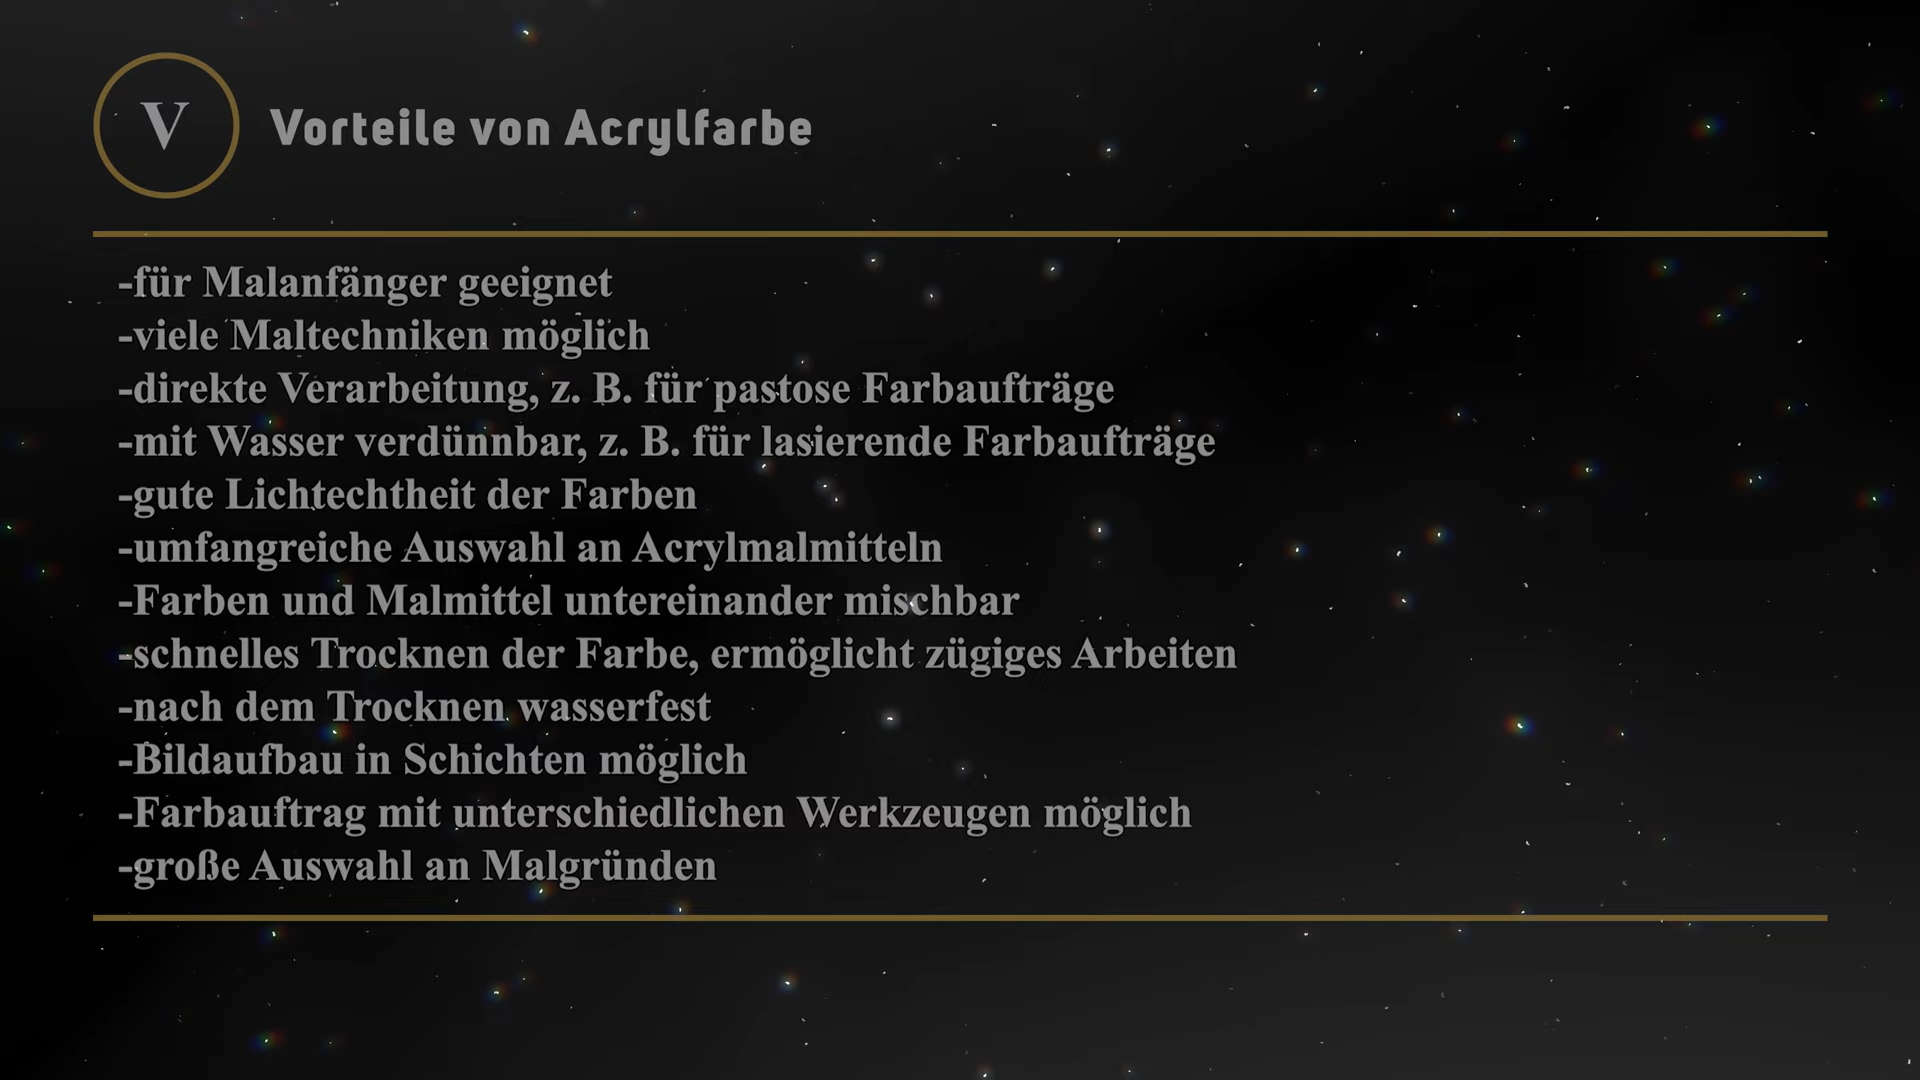 V
Vorteile von Acrylfarbe
-für Malanfänger geeignet
-viele Maltechniken möglich
-direkte Verarbeitung, z. B. für pastose Farbaufträge
-mit Wasser verdünnbar, z. B. für lasierende Farbaufträge
-gute Lichtechtheit der Farben
-umfangreiche Auswahl an Acrylmalmitteln
-Farben und Malmittel untereinander mischbar
-schnelles Trocknen der Farbe, ermöglicht zügiges Arbeiten
-nach dem Trocknen wasserfest
-Bildaufbau in Schichten möglich
-Farbauftrag mit unterschiedlichen Werkzeugen möglich
-große Auswahl an Malgründen